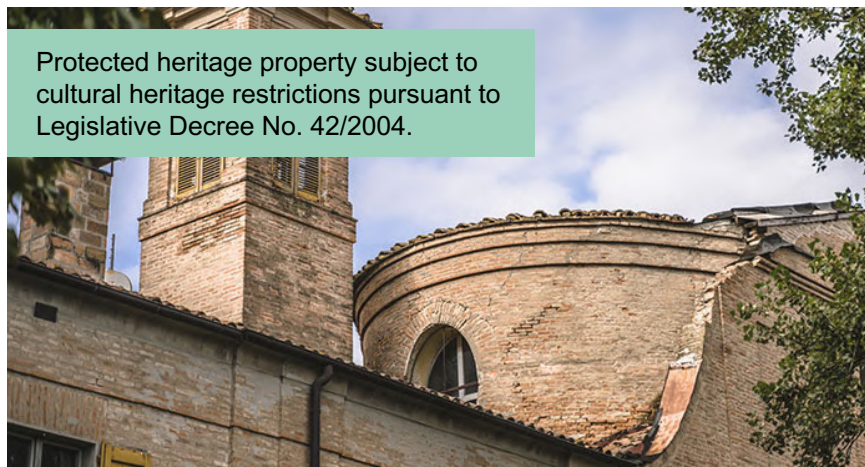 Protected heritage property subject to
cultural heritage restrictions pursuant to
Legislative Decree No. 42/2004.